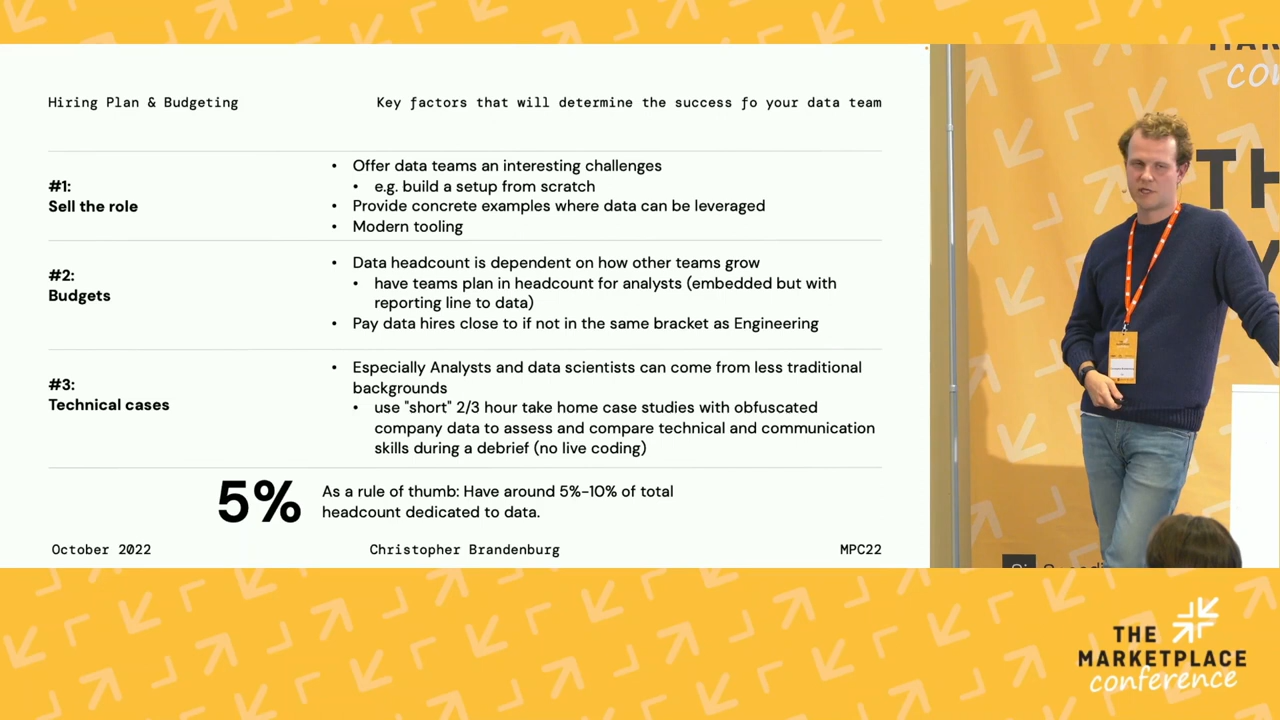 Hiring Plan & Budgeting
Key factors that will determine the success fo your data team
#1:
Sell the role
• Offer data teams an interesting challenges
• e.g. build a setup from scratch
• Provide concrete examples where data can be leveraged
• Modern tooling
#2:
Budgets
• Data headcount is dependent on how other teams grow
• have teams plan in headcount for analysts (embedded but with
reporting line to data)
• Pay data hires close to if not in the same bracket as Engineering
#3:
Technical cases
• Especially Analysts and data scientists can come from less traditional
backgrounds
• use "short" 2/3 hour take home case studies with obfuscated
company data to assess and compare technical and communication
skills during a debrief (no live coding)
5%
As a rule of thumb: Have around 5%-10% of total
headcount dedicated to data.
October 2022
Christopher Brandenburg
MPC22
TH
THE
MARKETPLACE
conference